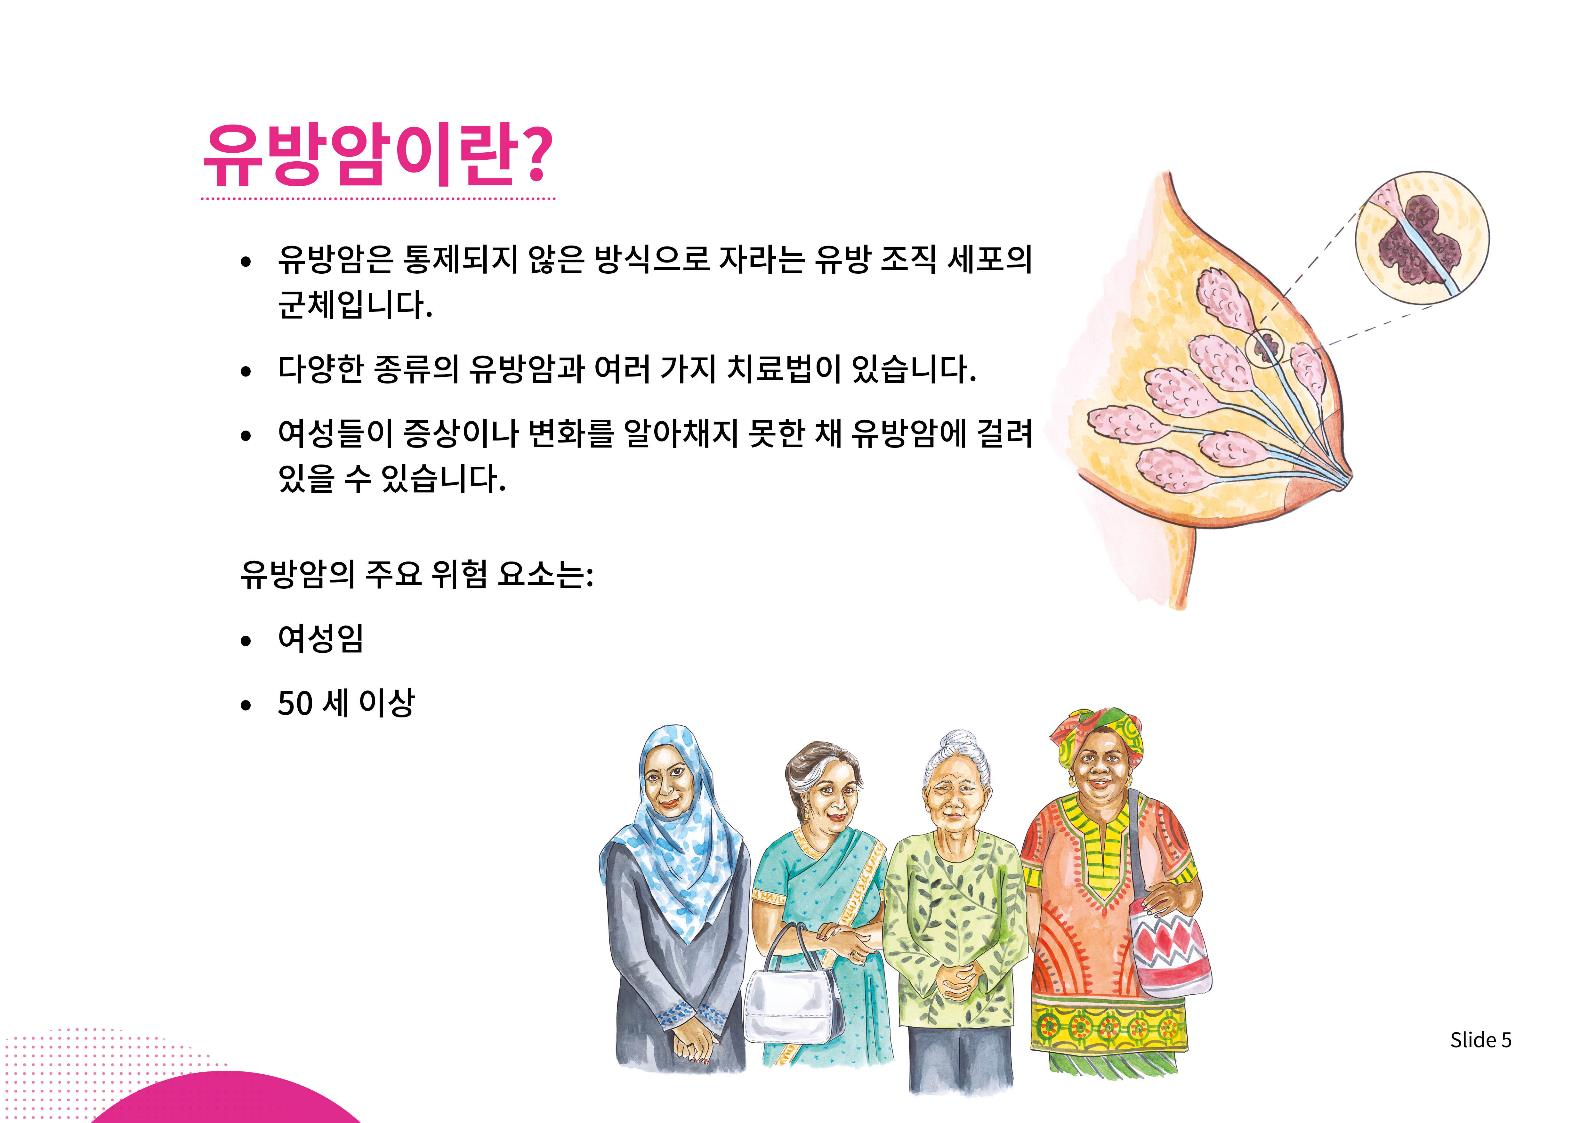 유방암이란?
• 유방암은 통제되지 않은 방식으로 자라는 유방 조직 세포의
군체입니다.
• 다양한 종류의 유방암과 여러 가지 치료법이 있습니다.
• 여성들이 증상이나 변화를 알아채지 못한 채 유방암에 걸려
있을 수 있습니다.
유방암의 주요 위험 요소는:
• 여성임
• 50 세 이상
Slide 5